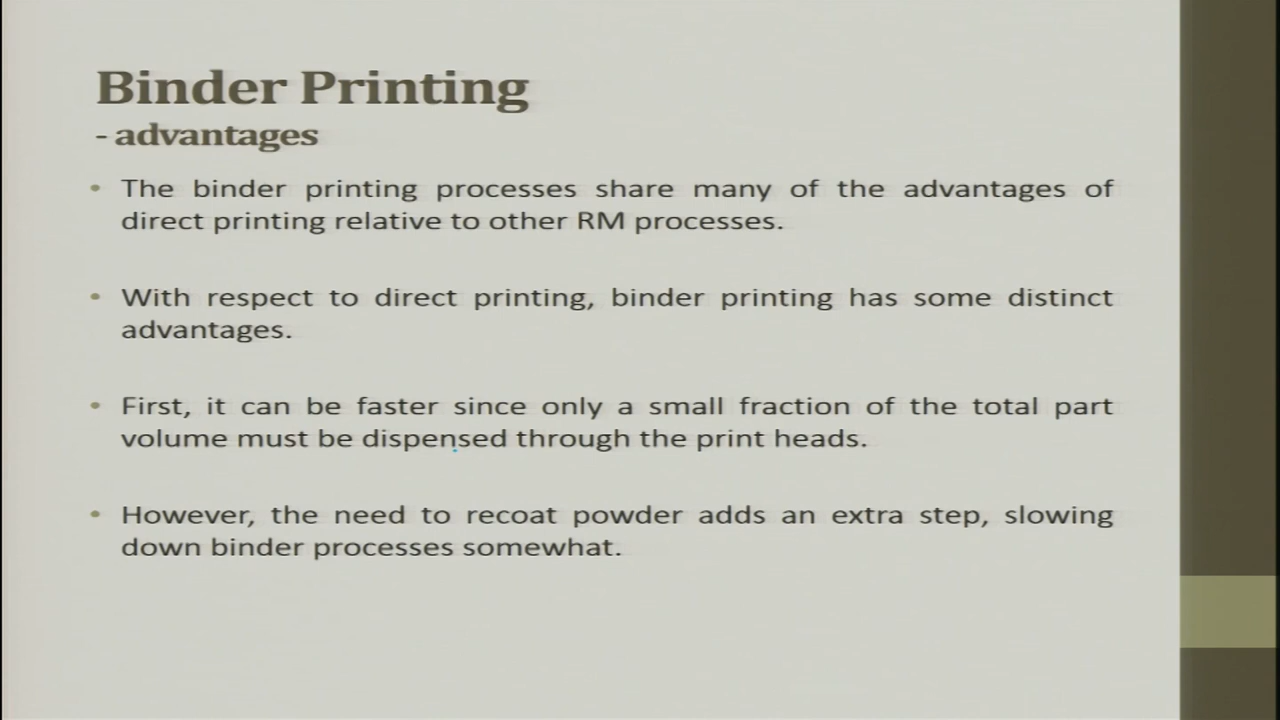 Binder Printing
- advantages
• The binder printing processes share many of the advantages of
direct printing relative to other RM processes.
• With respect to direct printing, binder printing has some distinct
advantages.
• First, it can be faster since only a small fraction of the total part
volume must be dispensed through the print heads.
• However, the need to recoat powder adds an extra step, slowing
down binder processes somewhat.